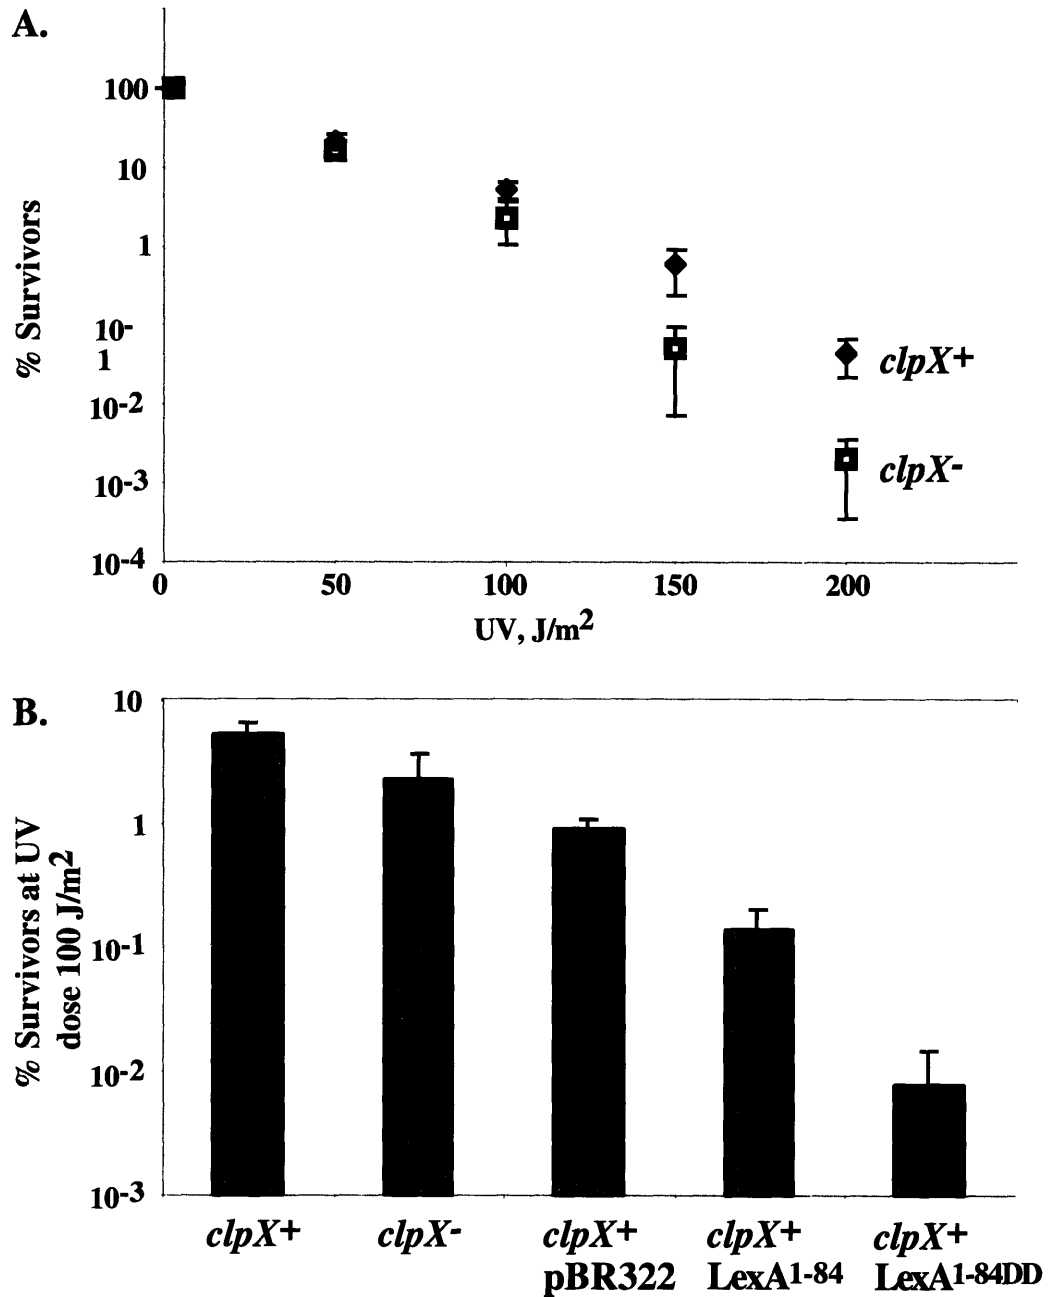 A.
% Survivors
100
10
1
10-
1
10-2
10-3
10-4
0 50 100 150 200
UV, J/m2
clpX+
clpX-
B.
% Survivors at UV
dose 100 J/m2
10
1
10-1
10-2
10-3
clpX+ clpX- clpX+ clpX+ clpX+
pBR322 LexA1-84 LexA1-84DD